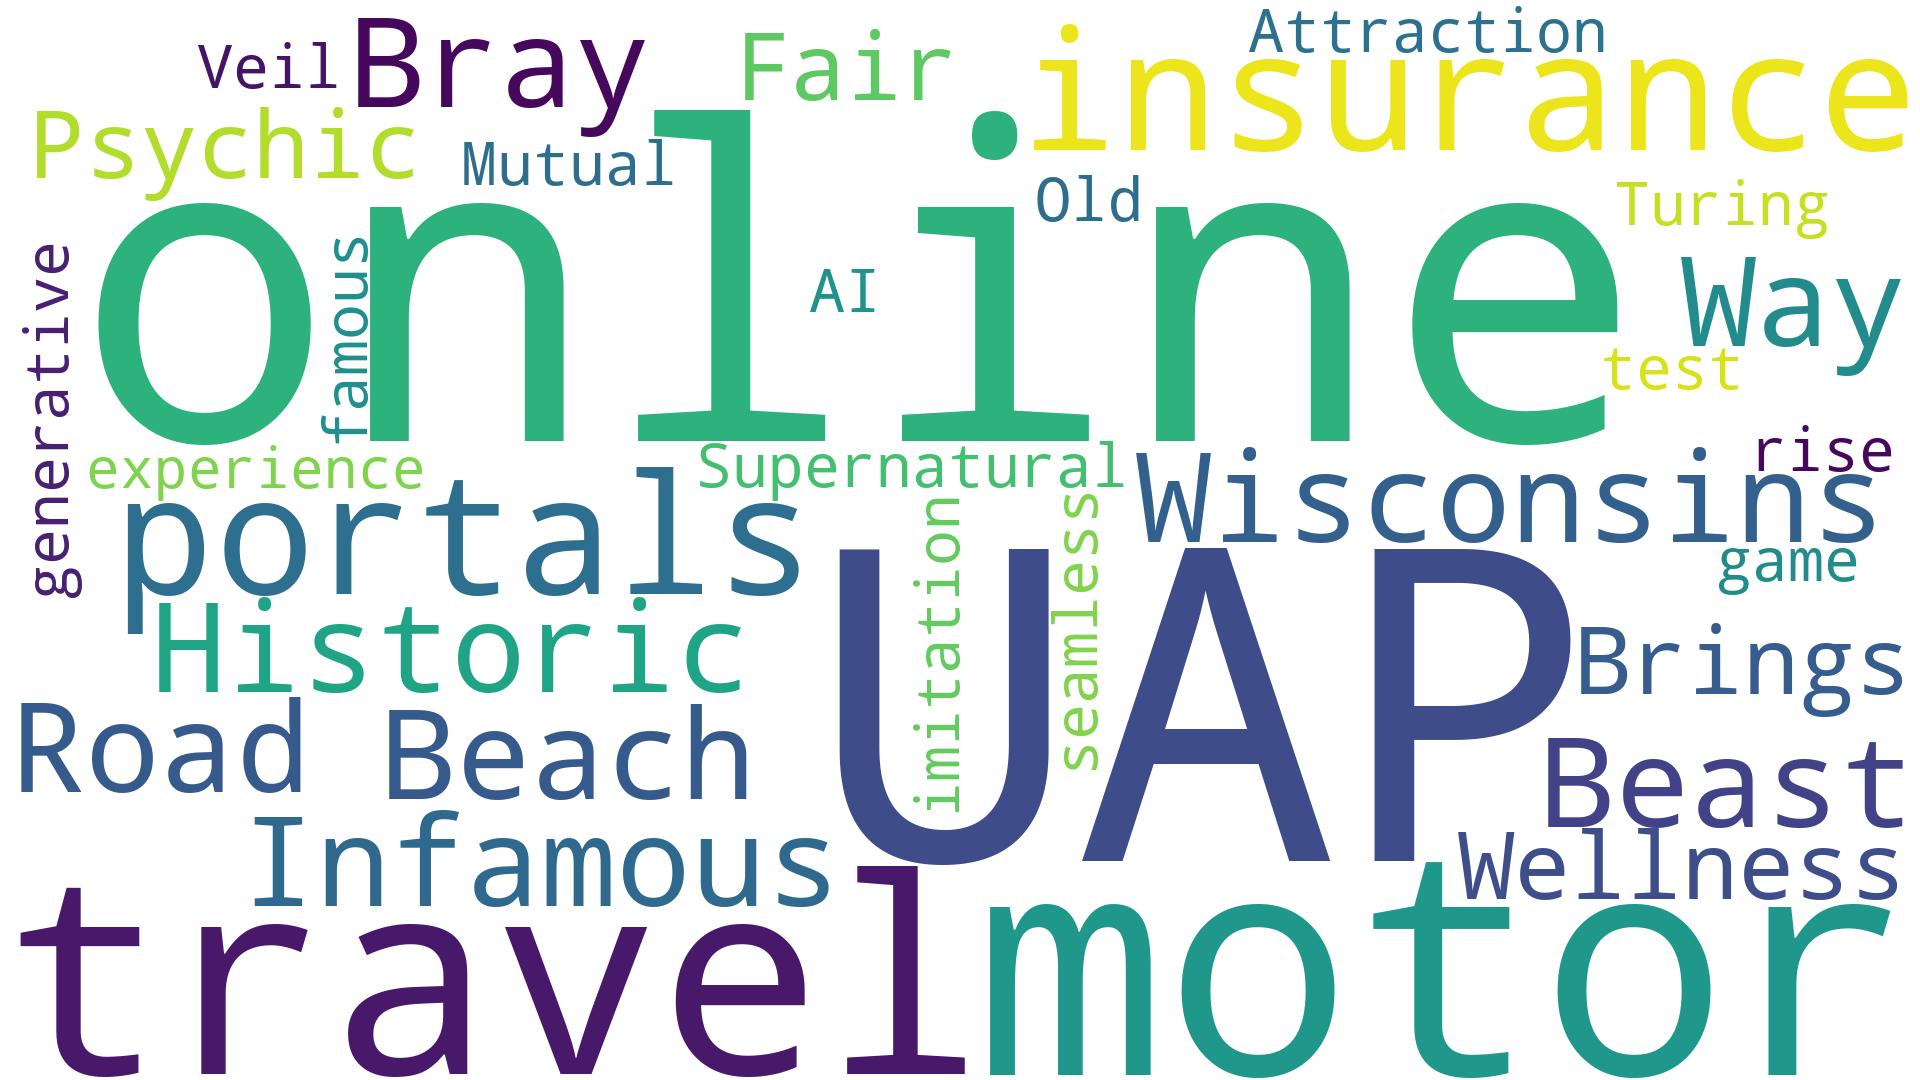 Veil
Bray
Fair
Attraction
insurance
Psychic
Mutual
online
Old
Turing
generative
famous
AI
Way
test
experience
Supernatural
rise
portals
imitation
seamless
Wisconsins
game
Historic
UAP
Brings
Road
Beach
Beast
Infamous
Wellness
travel
motor